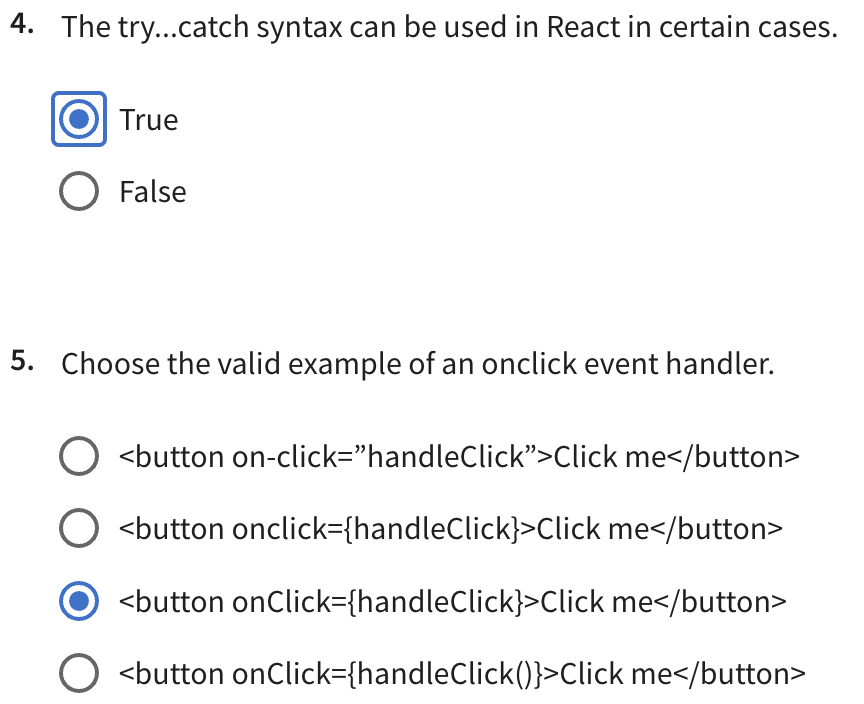 4. The try...catch syntax can be used in React in certain cases.
True
False
5. Choose the valid example of an onclick event handler.
<button on-click=”handleClick”>Click me</button>
<button onclick={handleClick}>Click me</button>
<button onClick={handleClick}>Click me</button>
<button onClick={handleClick()}>Click me</button>